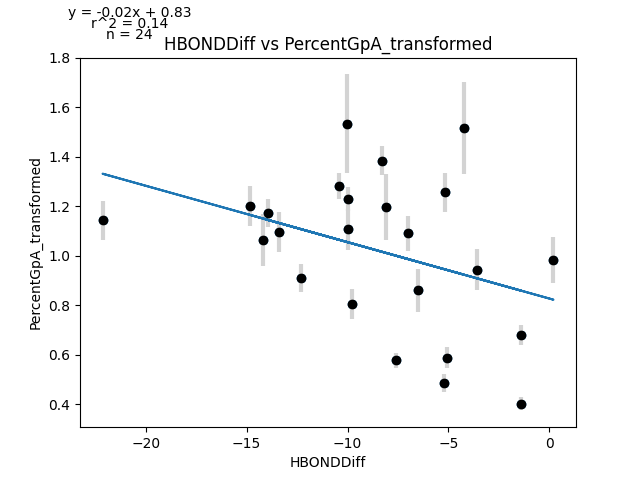 y = -0.02x + 0.83
r^2 = 0.14
n = 24
HBONDDiff vs PercentGpA_transformed
PercentGpA_transformed
1.8
1.6
1.4
1.2
1.0
0.8
0.6
0.4
−20
−15
−10
−5
0
HBONDDiff